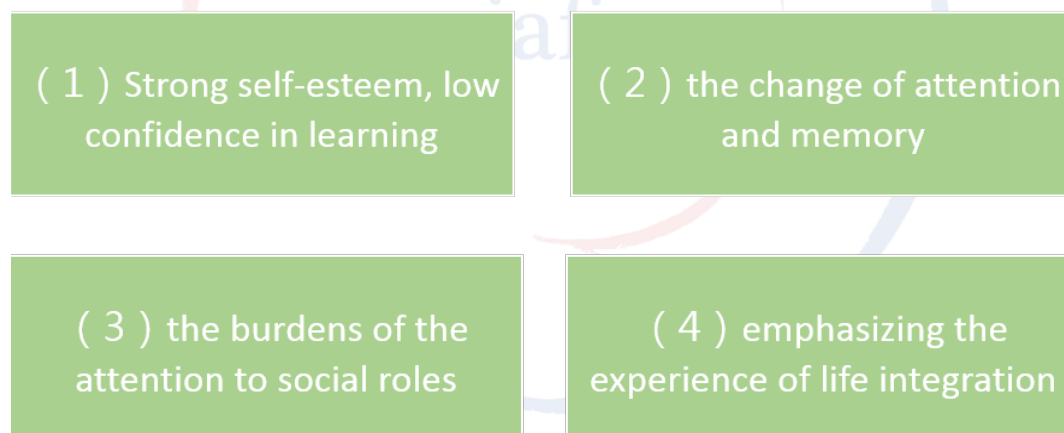 ( 1 ) Strong self-esteem, low
confidence in learning
( 2 ) the change of attention
and memory
( 3 ) the burdens of the
attention to social roles
( 4 ) emphasizing the
experience of life integration